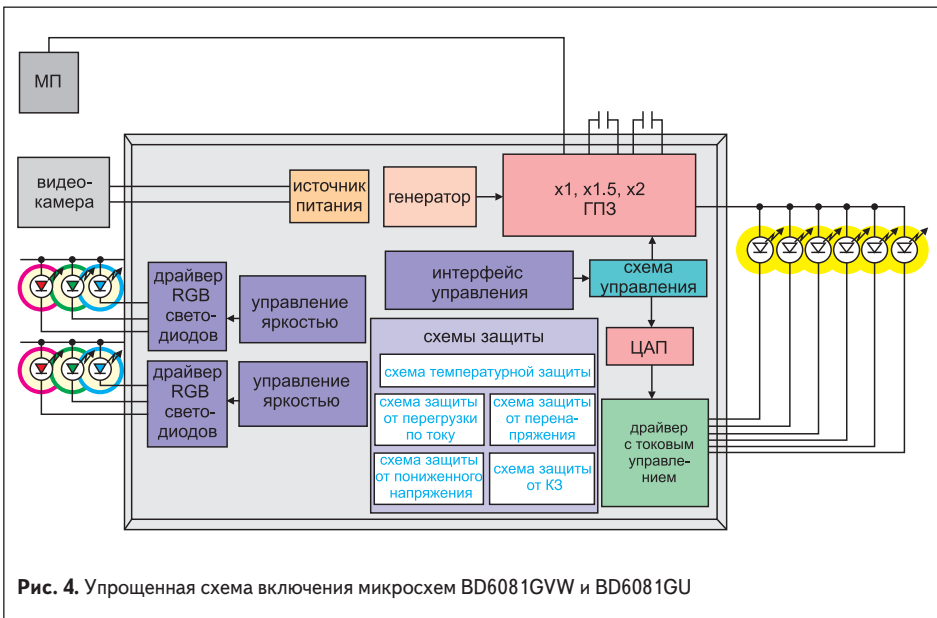 МП
видео-
камера
источник
питания
генератор
x1, x1.5, x2
ГПЗ
интерфейс
управления
схема
управления
драйвер
RGB
свето-
диодов
управление
яркостью
драйвер
RGB
свето-
диодов
управление
яркостью
схемы защиты
схема температурной защиты
схема защиты
от перегрузки
по току
схема защиты
от перена-
пряжения
схема защиты
от пониженного
напряжения
схема защиты
от КЗ
ЦАП
драйвер
с токовым
управле-
нием
Рис. 4. Упрощенная схема включения микросхем BD6081GVW и BD6081GU